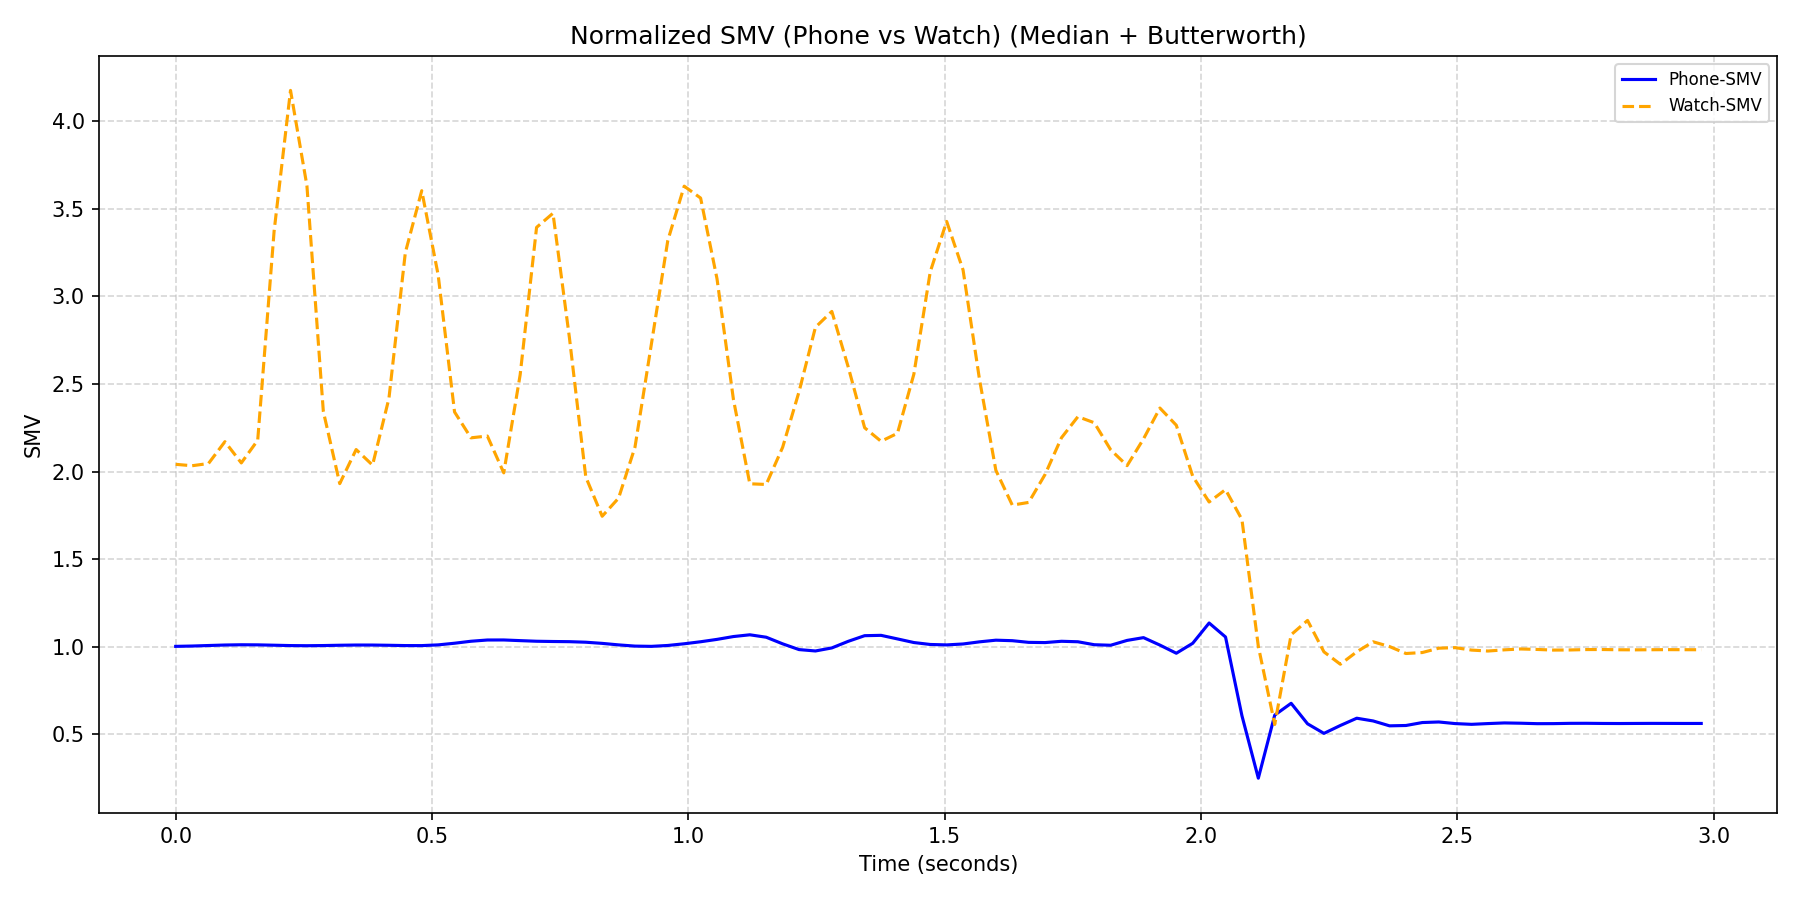 Normalized SMV (Phone vs Watch) (Median + Butterworth)
Phone-SMV
Watch-SMV
4.0
3.5
3.0
2.5
2.0
1.5
1.0
0.5
SMV
0.0 0.5 1.0 1.5 2.0 2.5 3.0
Time (seconds)